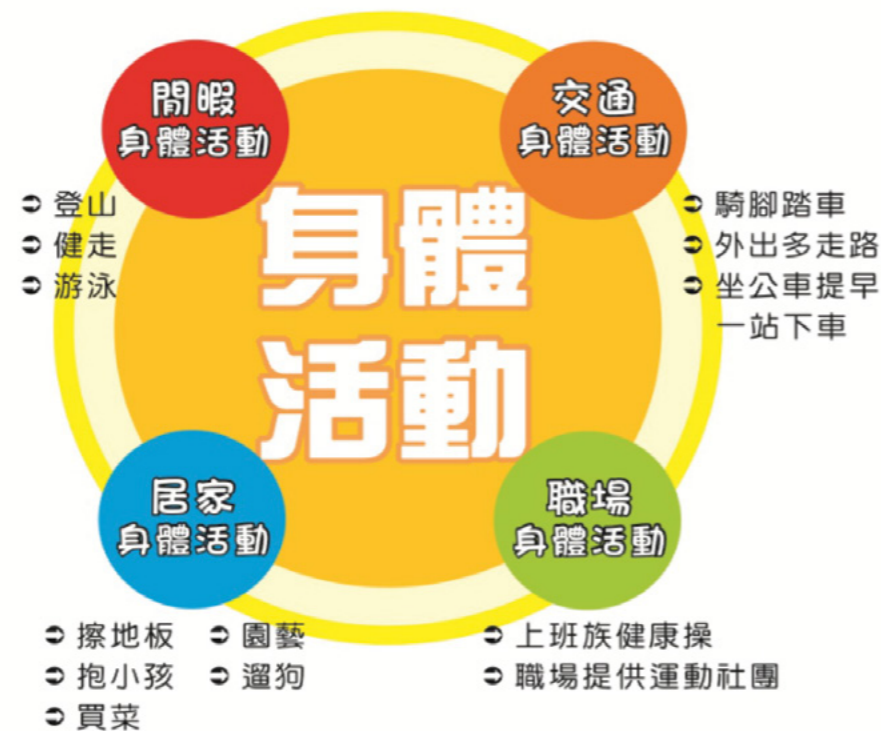 閒暇
身體活動
➲ 登山
➲ 健走
➲ 游泳
交通
身體活動
➲ 騎腳踏車
➲ 外出多走路
➲ 坐公車提早
一站下車
身體
活動
居家
身體活動
➲ 擦地板
➲ 抱小孩
➲ 買菜
➲ 園藝
➲ 遛狗
職場
身體活動
➲ 上班族健康操
➲ 職場提供運動社團